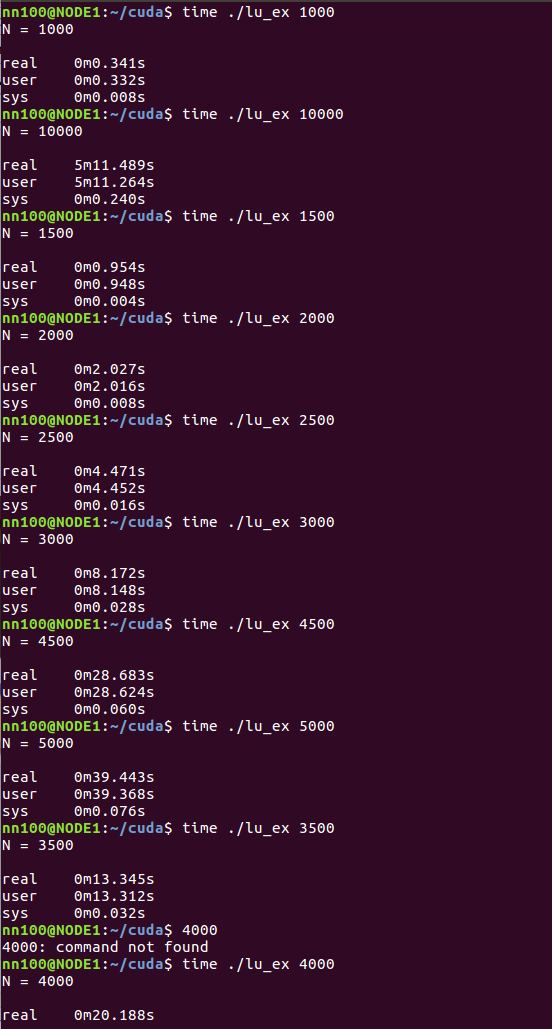 nn100@NODE1:~/cuda$ time ./lu_ex 1000
N = 1000
real    0m0.341s
user    0m0.332s
sys     0m0.008s
nn100@NODE1:~/cuda$ time ./lu_ex 10000
N = 10000
real    5m11.489s
user    5m11.264s
sys     0m0.240s
nn100@NODE1:~/cuda$ time ./lu_ex 1500
N = 1500
real    0m0.954s
user    0m0.948s
sys     0m0.004s
nn100@NODE1:~/cuda$ time ./lu_ex 2000
N = 2000
real    0m2.027s
user    0m2.016s
sys     0m0.008s
nn100@NODE1:~/cuda$ time ./lu_ex 2500
N = 2500
real    0m4.471s
user    0m4.452s
sys     0m0.016s
nn100@NODE1:~/cuda$ time ./lu_ex 3000
N = 3000
real    0m8.172s
user    0m8.148s
sys     0m0.028s
nn100@NODE1:~/cuda$ time ./lu_ex 4500
N = 4500
real    0m28.683s
user    0m28.624s
sys     0m0.060s
nn100@NODE1:~/cuda$ time ./lu_ex 5000
N = 5000
real    0m39.443s
user    0m39.368s
sys     0m0.076s
nn100@NODE1:~/cuda$ time ./lu_ex 3500
N = 3500
real    0m13.345s
user    0m13.312s
sys     0m0.032s
nn100@NODE1:~/cuda$ 4000
4000: command not found
nn100@NODE1:~/cuda$ time ./lu_ex 4000
N = 4000
real    0m20.188s